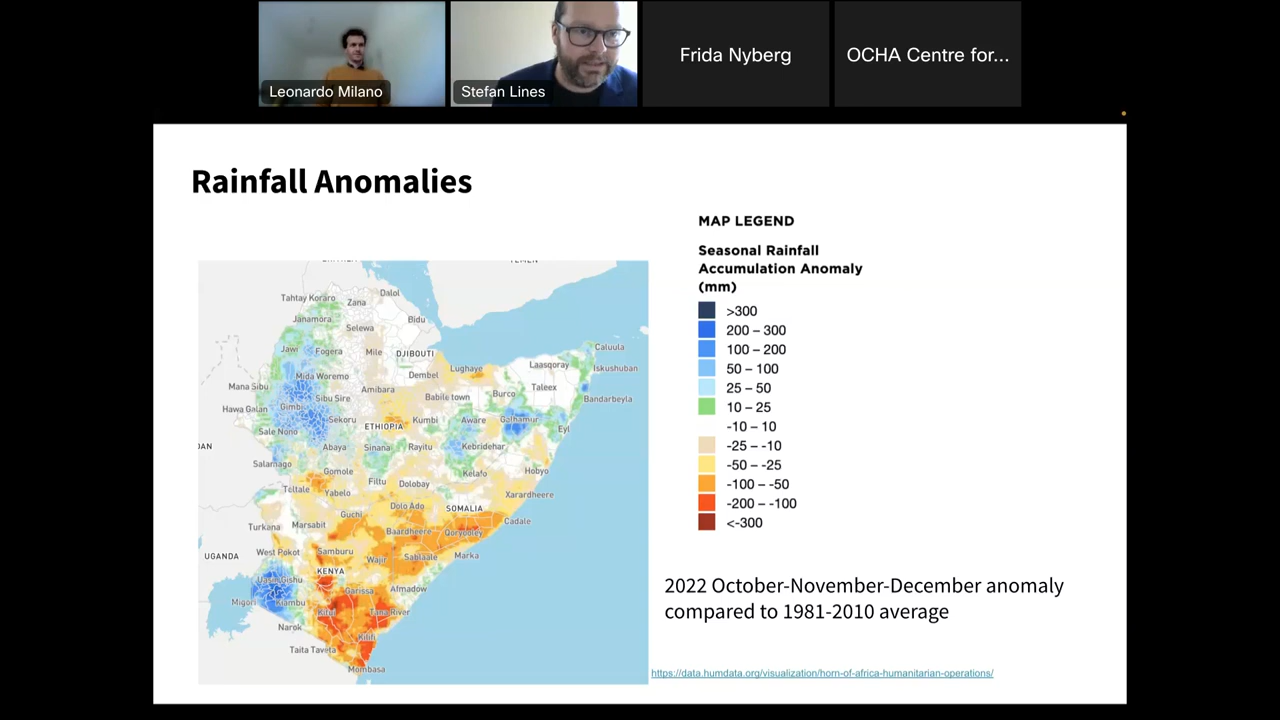 Leonardo Milano
Stefan Lines
Frida Nyberg
OCHA Centre for...
Rainfall Anomalies
MAP LEGEND
Seasonal Rainfall
Accumulation Anomaly
(mm)
>300
200 – 300
100 – 200
50 – 100
25 – 50
10 – 25
-10 – 10
-25 – -10
-50 – -25
-100 – -50
-200 – -100
<-300
Tahtay Koraro
Zana
Dalol
Janamora
Selewa
Bidu
Jawi
Fogera
Mile
DJIBOUTI
Caluula
Mida Woremo
Dembel
Lughaye
Laasqoray
Iskushuban
Mana Sibu
Sibu Sire
Amibara
Babile town
Burco
Taleex
Bandarbeyla
Hawa Galan
Gimbi
Sekoru
ETHIOPIA
Kumbi
Aware
Galhamur
Eyl
Sale Nono
Abaya
Sinana
Rayitu
Kebridehar
Salamago
Gomole
Filtu
Dolobay
Kelafo
Hobyo
Teltale
Yabelo
Xarardheere
Guchi
Dolo Ado
SOMALIA
Turkana
Marsabit
Baardheere
Qoryooley
Cadale
UGANDA
West Pokot
Samburu
Wajir
Sablaale
Marka
KENYA
Uasin Gishu
Garissa
Afmadow
Migori
Kiambu
Kitui
Tana River
Narok
Kilifi
Taita Taveta
Mombasa
2022 October-November-December anomaly
compared to 1981-2010 average
https://data.humdata.org/visualization/horn-of-africa-humanitarian-operations/